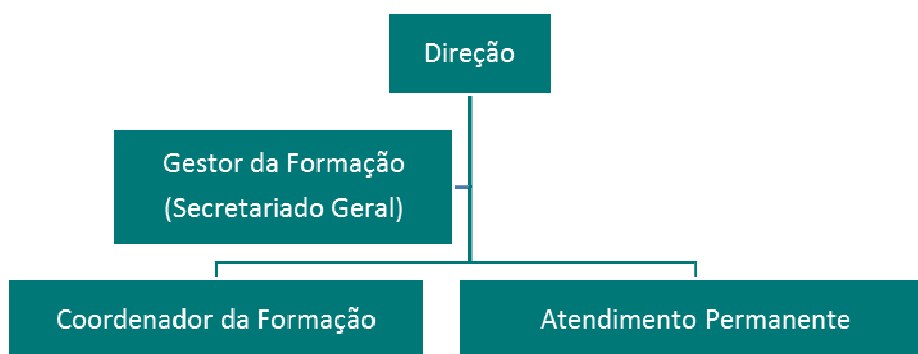 Direção
Gestor da Formação
(Secretariado Geral)
Coordenador da Formação
Atendimento Permanente